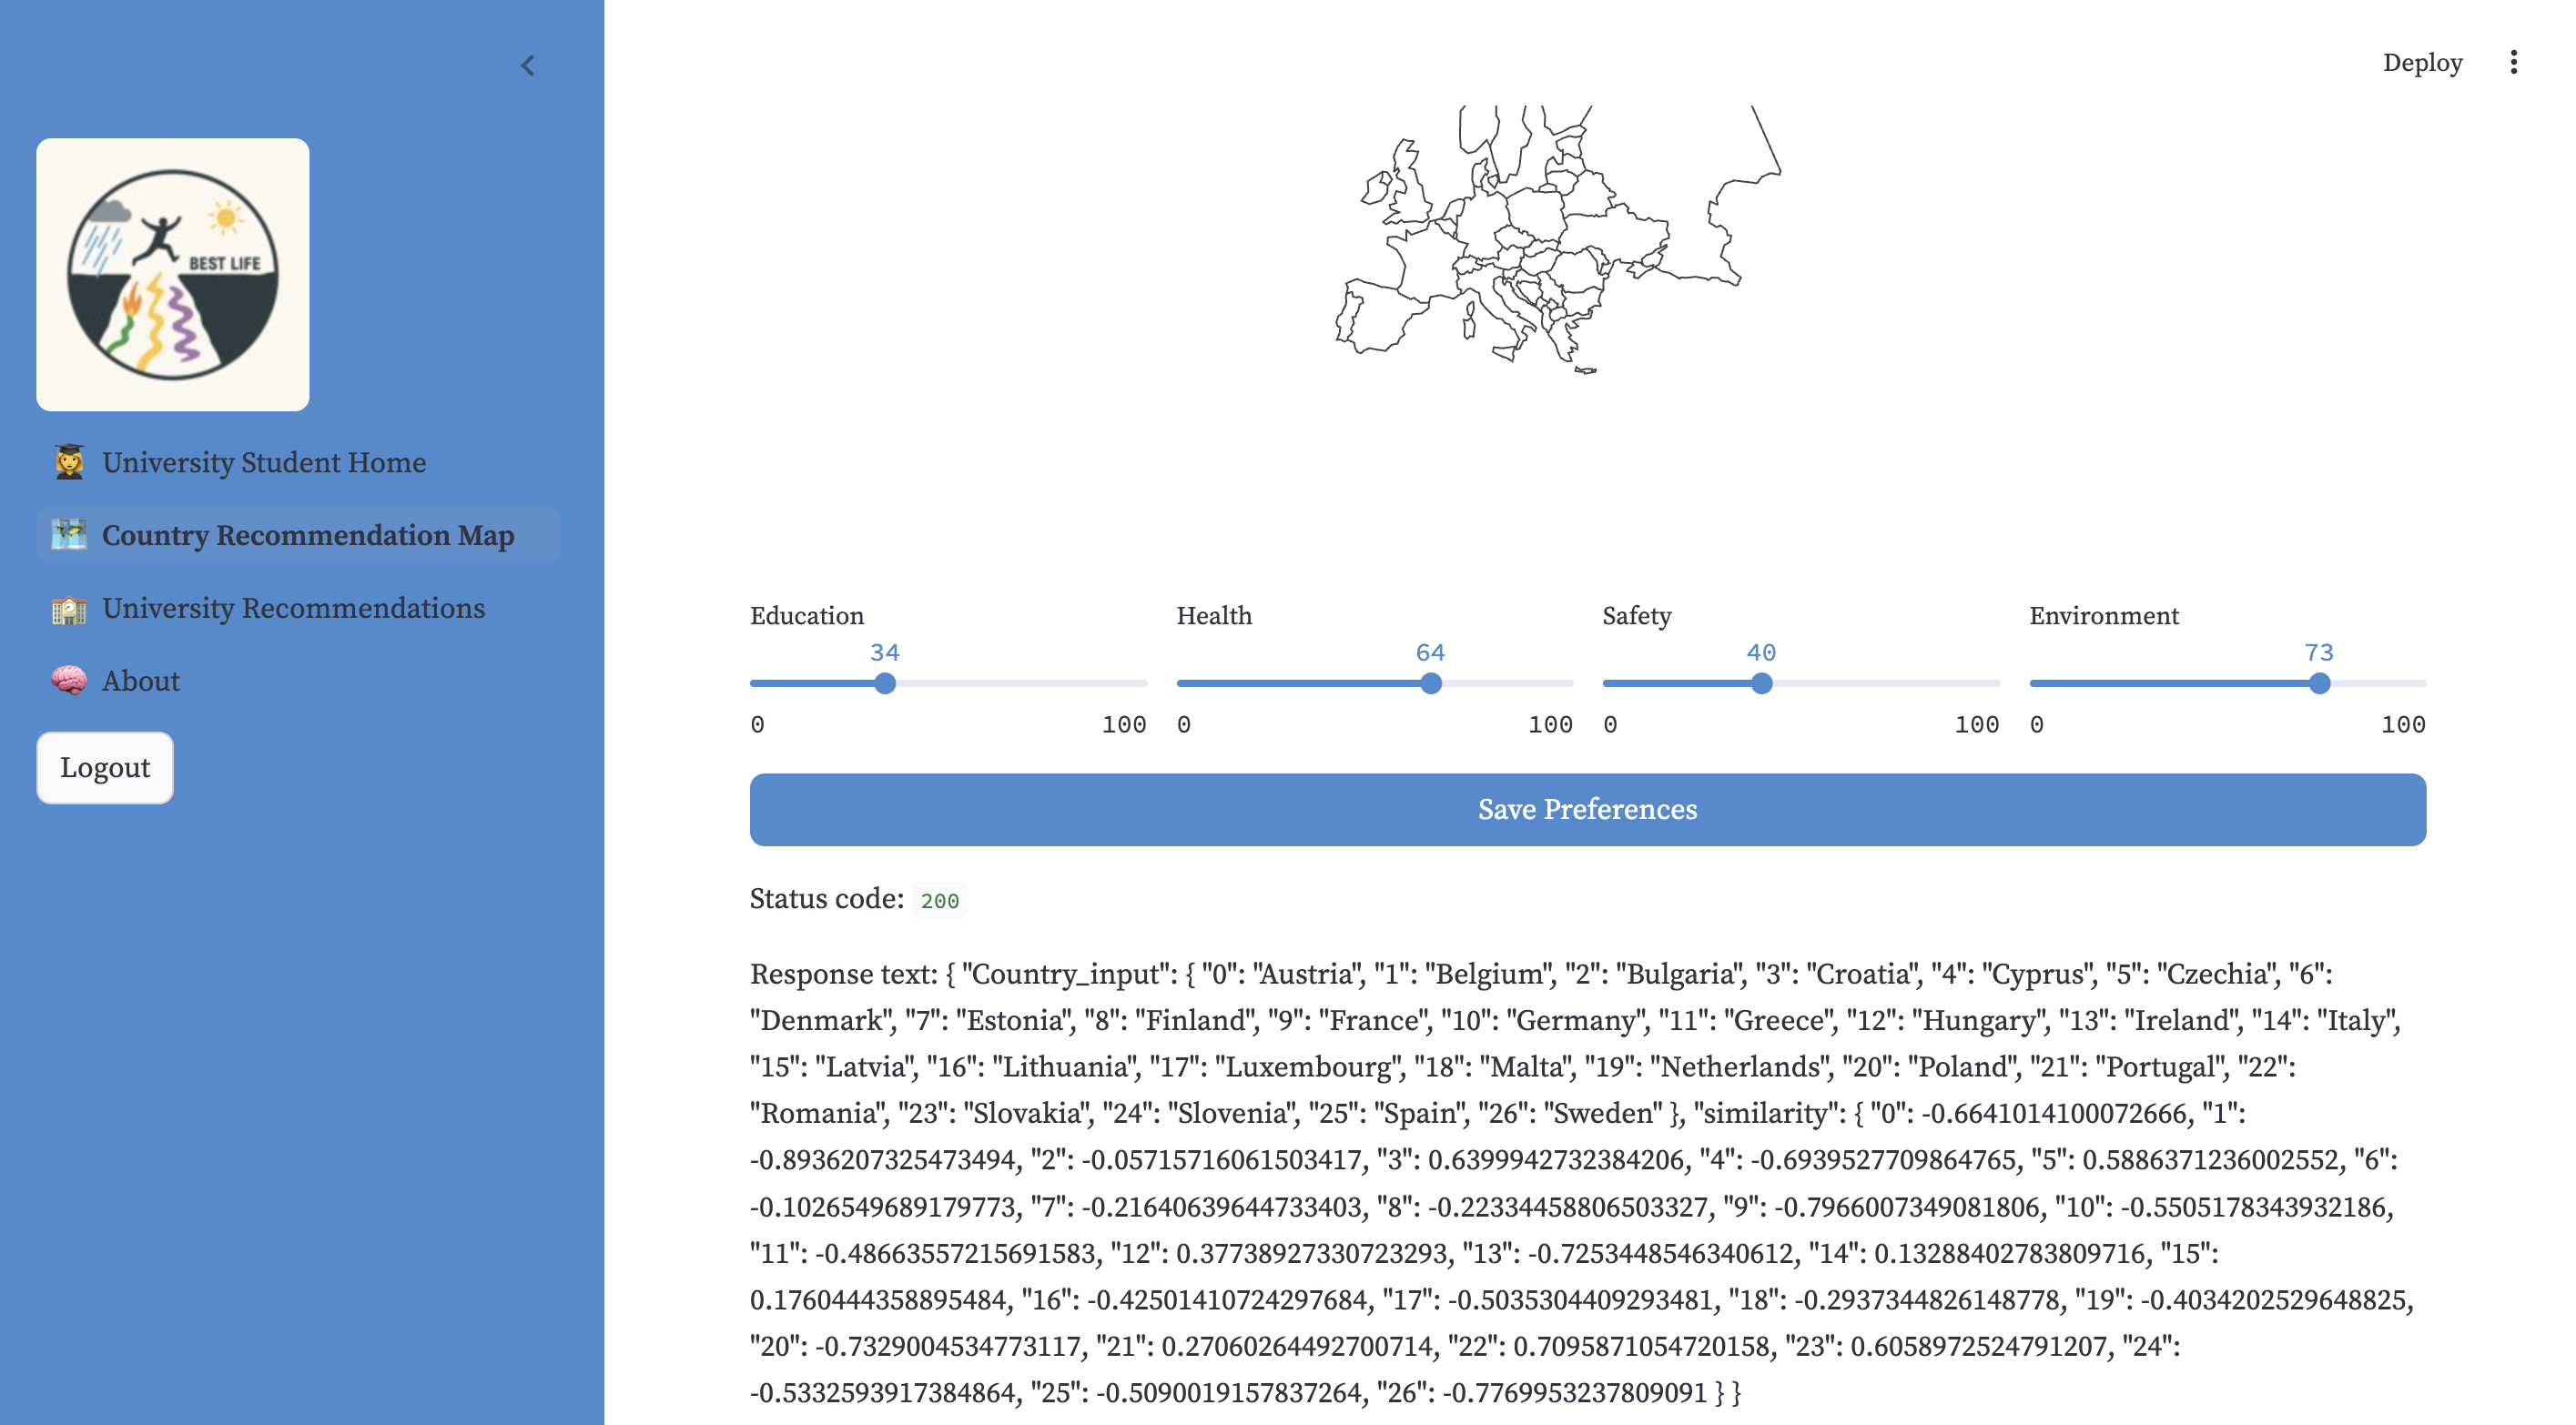 Deploy
BEST LIFE
University Student Home
Country Recommendation Map
University Recommendations
About
Logout
Education
Health
Safety
Environment
34
64
40
73
0
100
0
100
0
100
0
100
Save Preferences
Status code: 200
Response text: { "Country_input": { "0": "Austria", "1": "Belgium", "2": "Bulgaria", "3": "Croatia", "4": "Cyprus", "5": "Czechia", "6":
"Denmark", "7": "Estonia", "8": "Finland", "9": "France", "10": "Germany", "11": "Greece", "12": "Hungary", "13": "Ireland", "14": "Italy",
"15": "Latvia", "16": "Lithuania", "17": "Luxembourg", "18": "Malta", "19": "Netherlands", "20": "Poland", "21": "Portugal", "22":
"Romania", "23": "Slovakia", "24": "Slovenia", "25": "Spain", "26": "Sweden" }, "similarity": { "0": -0.6641014100072666, "1":
-0.8936207325473494, "2": -0.05715716061503417, "3": 0.6399942732384206, "4": -0.6939527709864765, "5": 0.5886371236002552, "6":
-0.1026549689179773, "7": -0.21640639644733403, "8": -0.22334458806503327, "9": -0.7966007349081806, "10": -0.5505178343932186,
"11": -0.48663557215691583, "12": 0.37738927330723293, "13": -0.7253448546340612, "14": 0.13288402783809716, "15":
0.1760444358895484, "16": -0.42501410724297684, "17": -0.5035304409293481, "18": -0.2937344826148778, "19": -0.4034202529648825,
"20": -0.7329004534773117, "21": 0.27060264492700714, "22": 0.7095871054720158, "23": 0.6058972524791207, "24":
-0.5332593917384864, "25": -0.5090019157837264, "26": -0.7769953237809091 } }